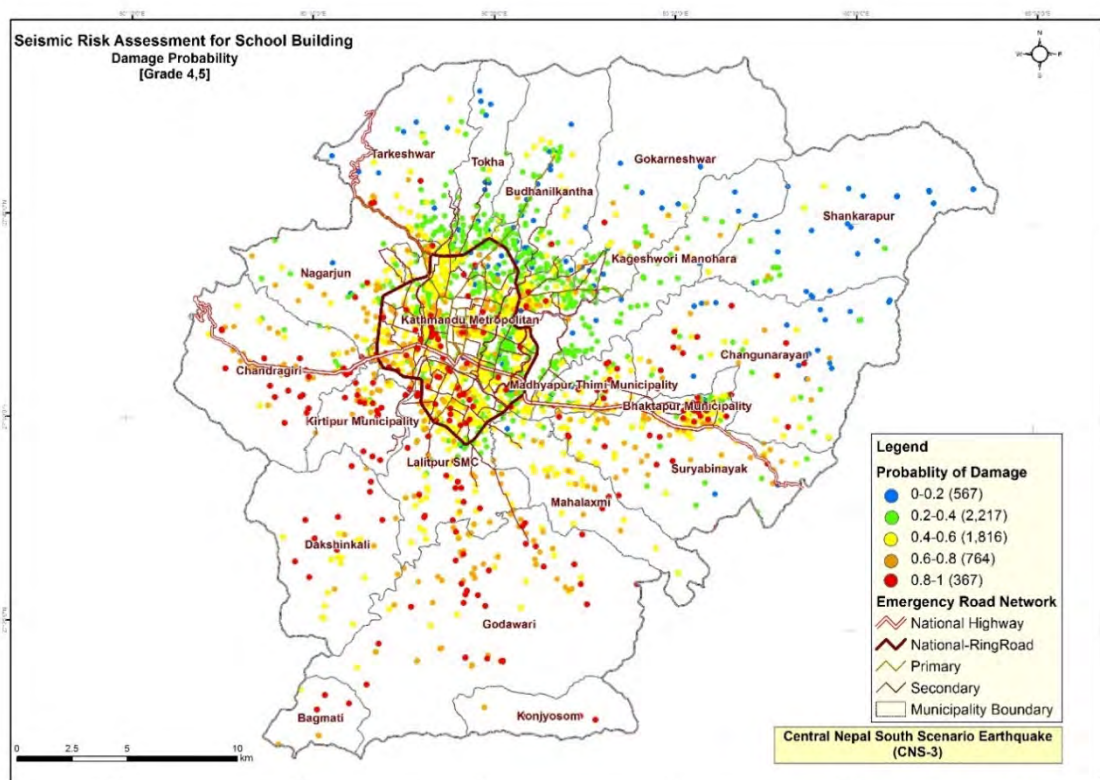 Seismic Risk Assessment for School Building
Damage Probability
[Grade 4,5]
N
Tarkeshwar
Tokha
Gokarneshwar
Budhanilkantha
Shankarapur
Kageshwori Manohara
Nagarjun
Kathmandu Metropolitan
Changunarayan
Chandragiri
Madhyapur Thimi Municipality
Bhaktapur Municipality
Kirtipur Municipality
Lalitpur SMC
Suryabinayak
Mahalaxmi
Dakshinkali
Godawari
Bagmati
Konjyosom
Legend
Probablity of Damage
0-0.2 (567)
0.2-0.4 (2,217)
0.4-0.6 (1,816)
0.6-0.8 (764)
0.8-1 (367)
Emergency Road Network
National Highway
National-RingRoad
Primary
Secondary
Municipality Boundary
Central Nepal South Scenario Earthquake
(CNS-3)
0 2.5 5 10
km